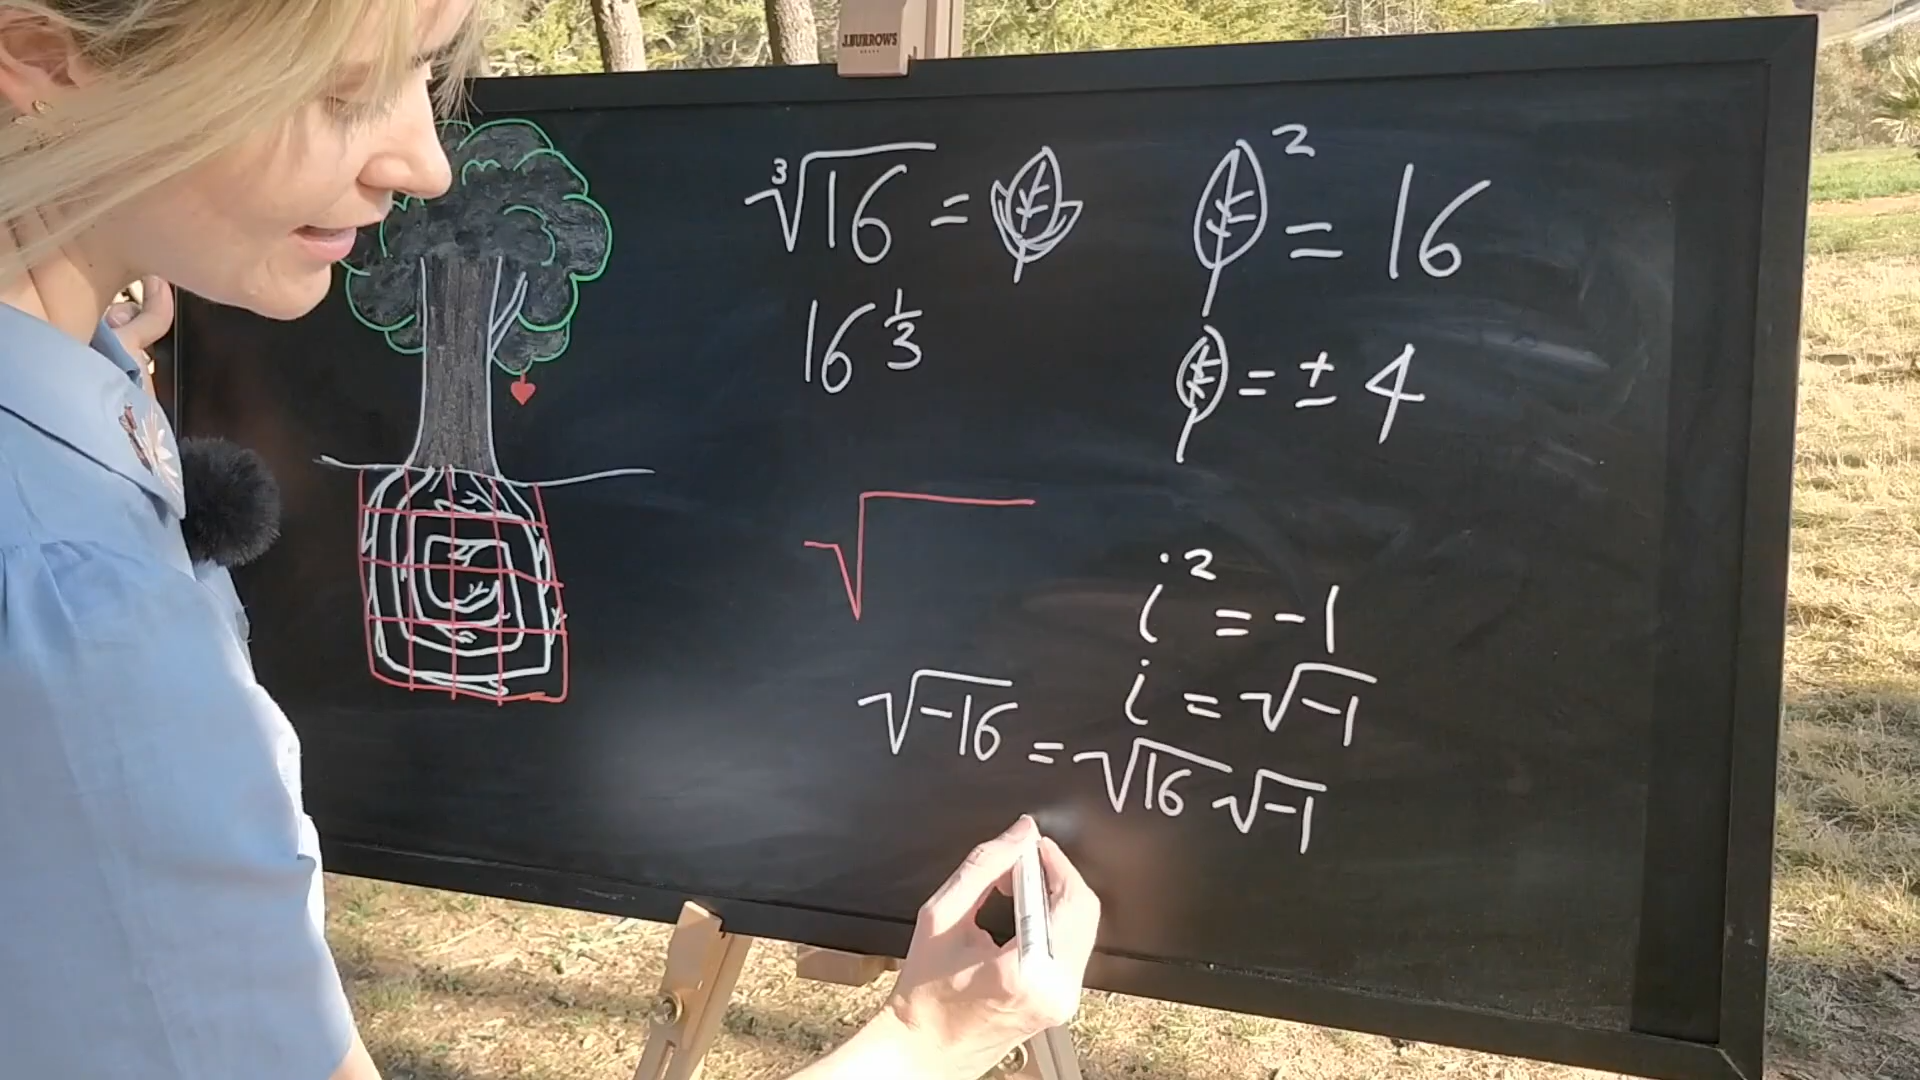 J.BURROWS
∛16 =
16^(1/3)
² = 16
= ± 4
√
i² = -1
i = √-1
√-16 = √16 √-1